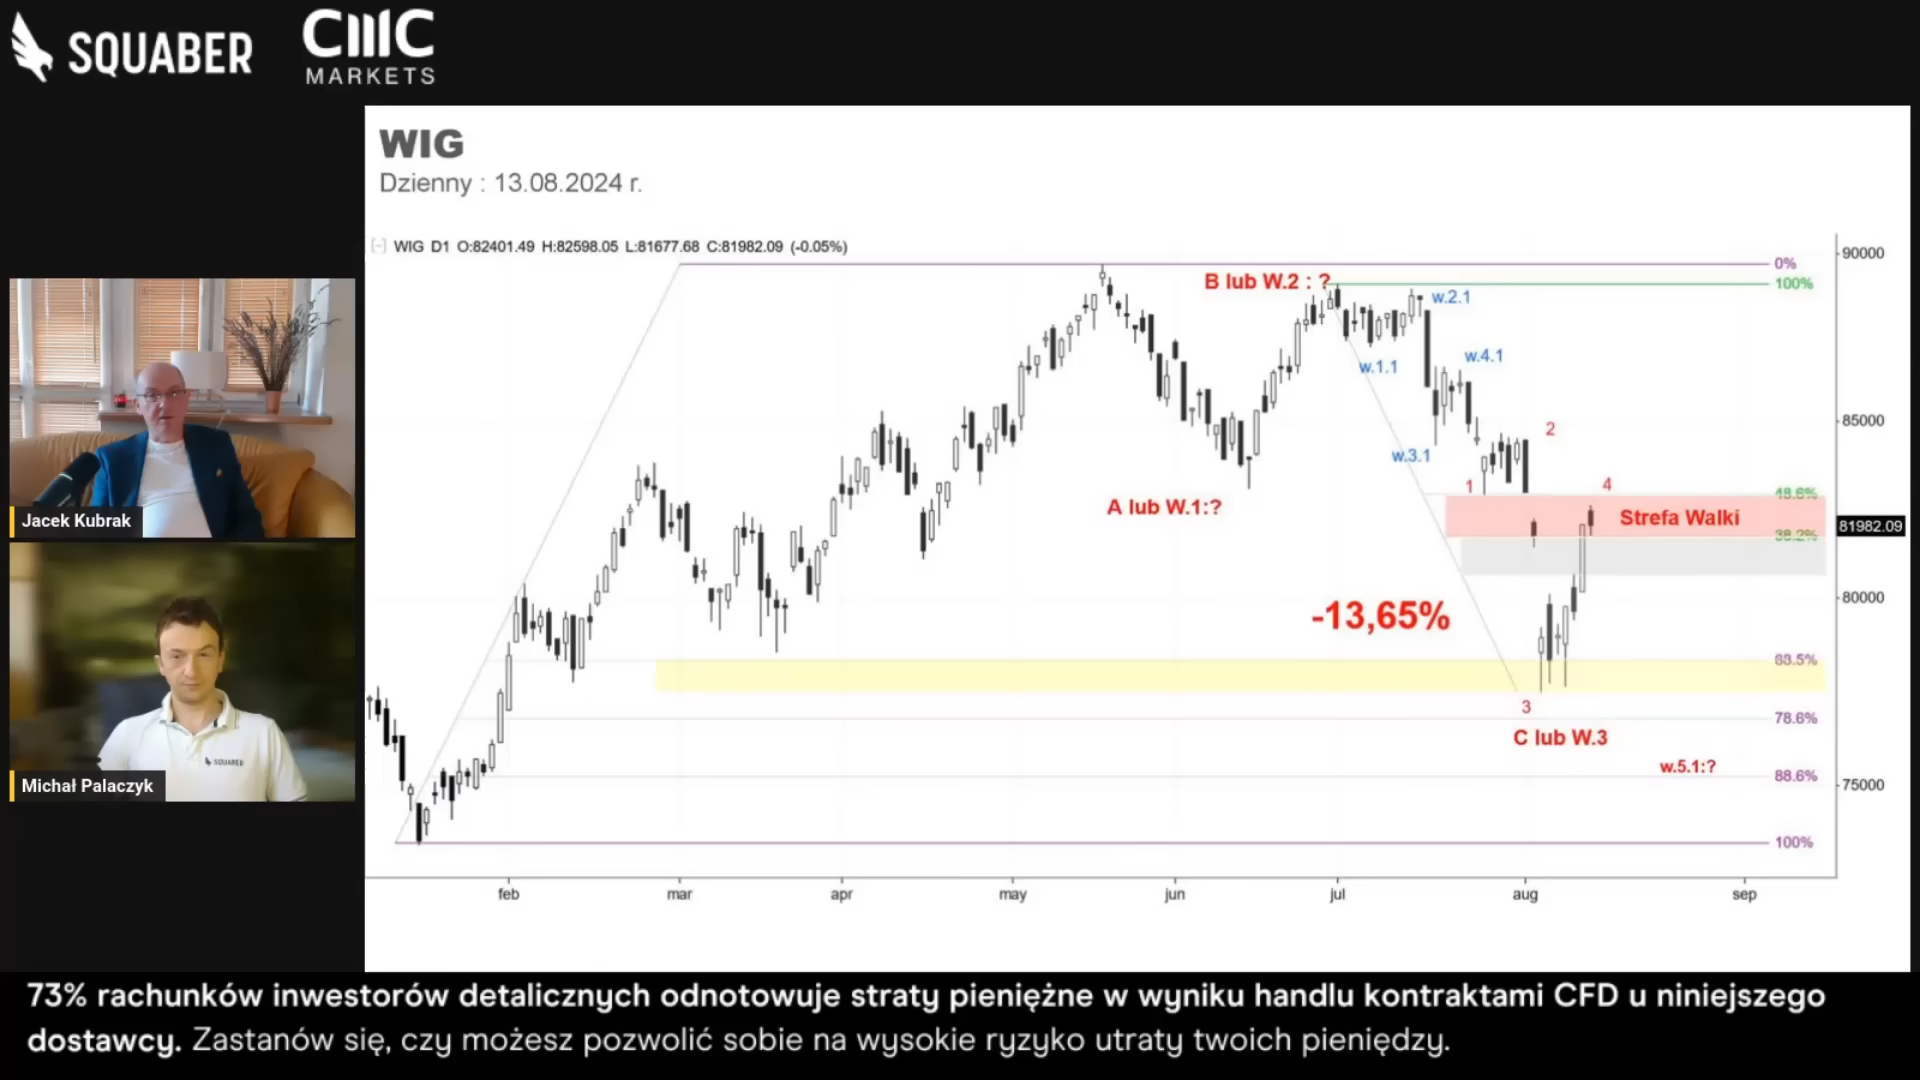 SQUABER
CMC
MARKETS
WIG
Dzienny : 13.08.2024 r.
WIG D1 O:82401.49 H:82598.05 L:81677.68 C:81982.09 (-0.05%)
90000
0%
B lub W.2 : ?
100%
w.2.1
w.4.1
w.1.1
85000
2
w.3.1
1
4
A lub W.1:?
Strefa Walki
81982.09
38.2%
80000
-13,65%
78.6%
3
C lub W.3
w.5.1:?
88.6%
75000
100%
feb mar apr may jun jul aug sep
Jacek Kubrak
SQUABER
Michał Palaczyk
73% rachunków inwestorów detalicznych odnotowuje straty pieniężne w wyniku handlu kontraktami CFD u niniejszego
dostawcy. Zastanów się, czy możesz pozwolić sobie na wysokie ryzyko utraty twoich pieniędzy.